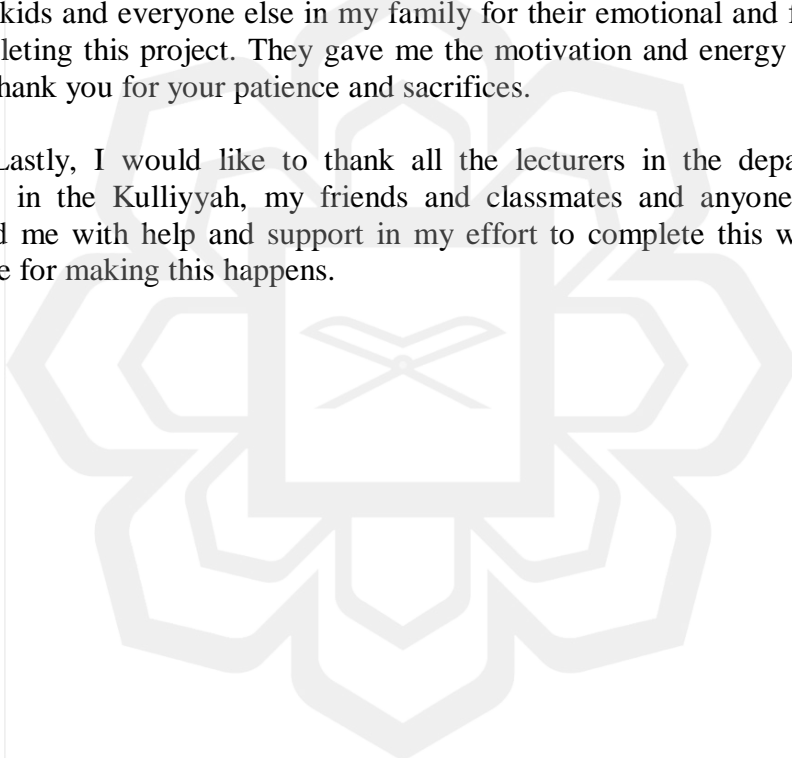 kids and everyone else in my family for their emotional and f
leting this project. They gave me the motivation and energy
hank you for your patience and sacrifices.
Lastly, I would like to thank all the lecturers in the depa
in the Kulliyyah, my friends and classmates and anyone
d me with help and support in my effort to complete this w
e for making this happens.